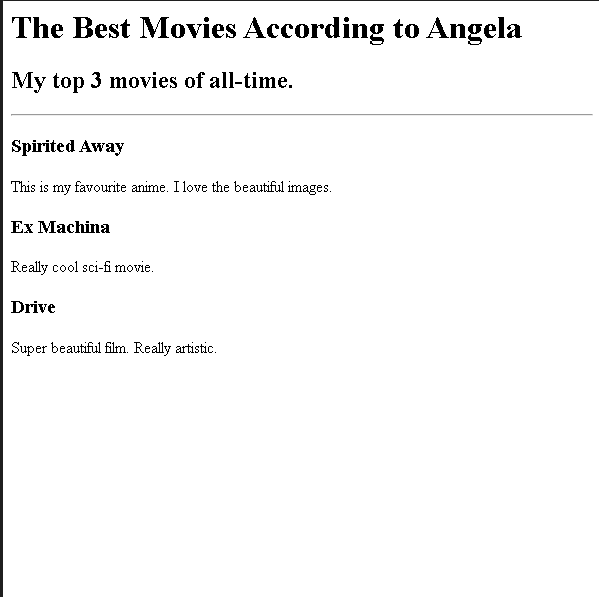 The Best Movies According to Angela
My top 3 movies of all-time.
Spirited Away
This is my favourite anime. I love the beautiful images.
Ex Machina
Really cool sci-fi movie.
Drive
Super beautiful film. Really artistic.